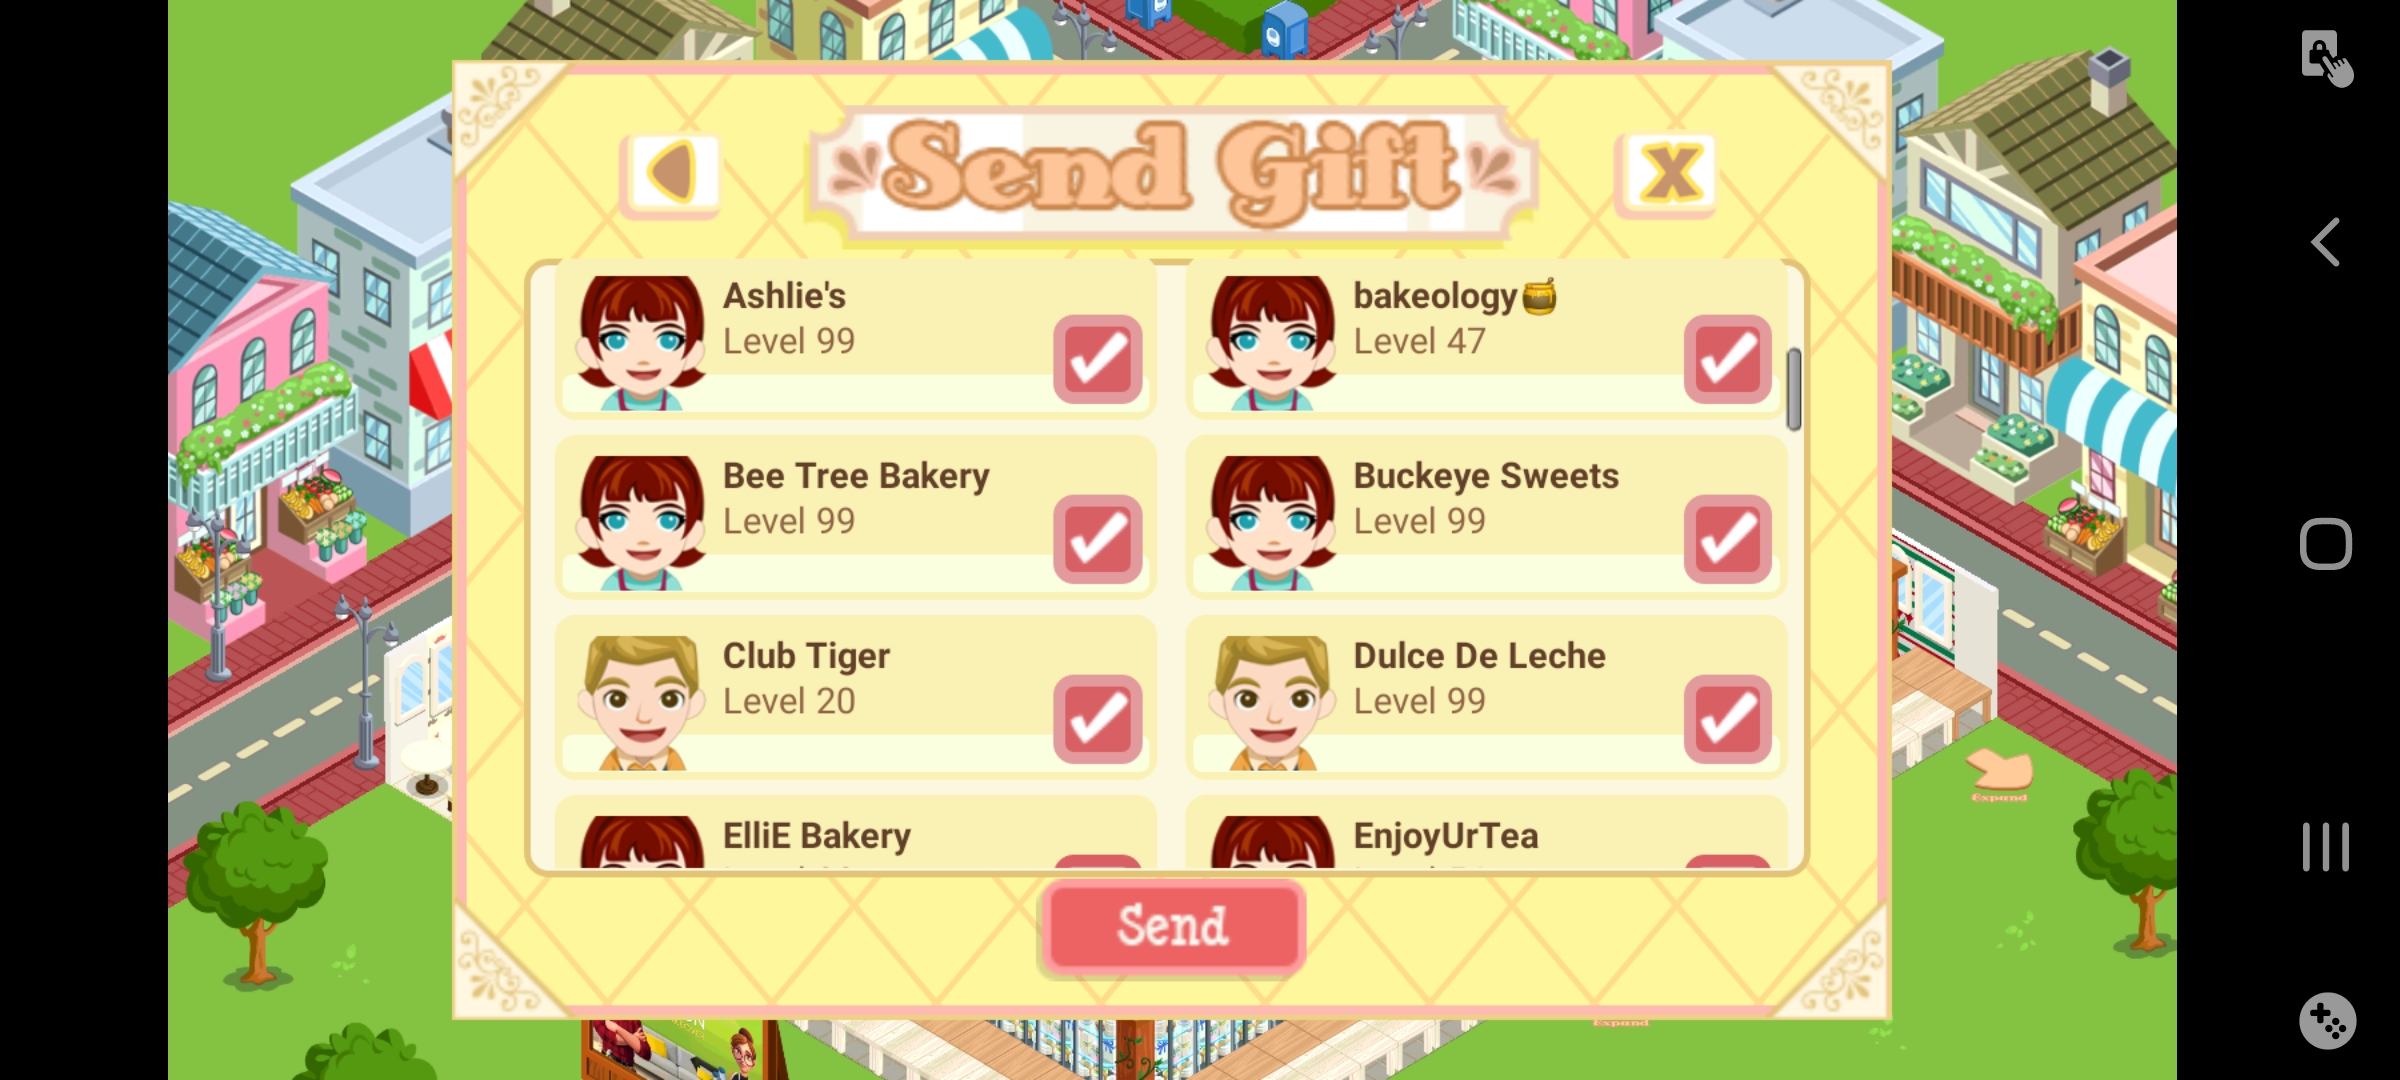 Send Gift
Ashlie's
Level 99
bakeology🍯
Level 47
Bee Tree Bakery
Level 99
Buckeye Sweets
Level 99
Club Tiger
Level 20
Dulce De Leche
Level 99
ElliE Bakery
EnjoyUrTea
Send
Expand
Expand